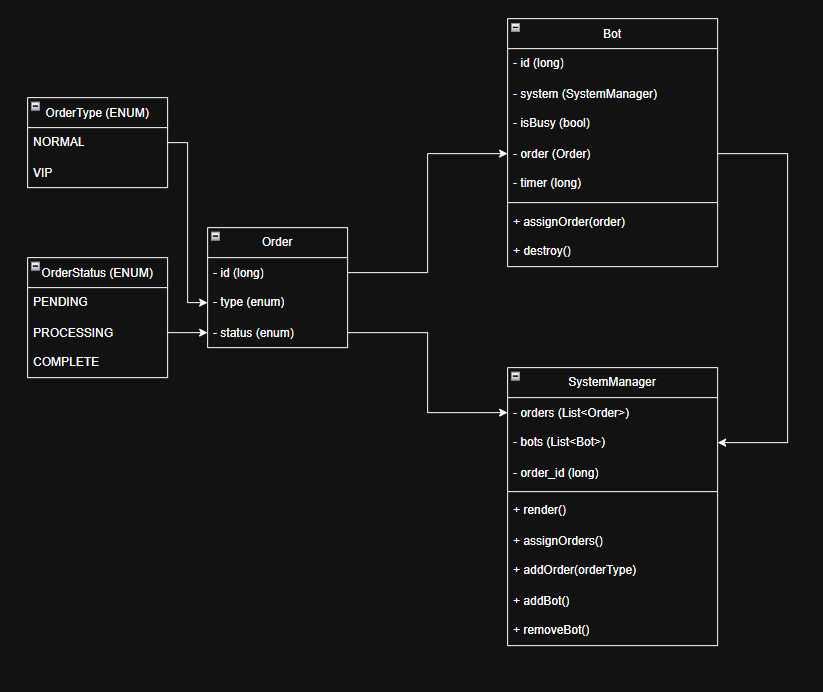 Bot
- id (long)
- system (SystemManager)
- isBusy (bool)
- order (Order)
- timer (long)
+ assignOrder(order)
+ destroy()
OrderType (ENUM)
NORMAL
VIP
OrderStatus (ENUM)
PENDING
PROCESSING
COMPLETE
Order
- id (long)
- type (enum)
- status (enum)
SystemManager
- orders (List<Order>)
- bots (List<Bot>)
- order_id (long)
+ render()
+ assignOrders()
+ addOrder(orderType)
+ addBot()
+ removeBot()